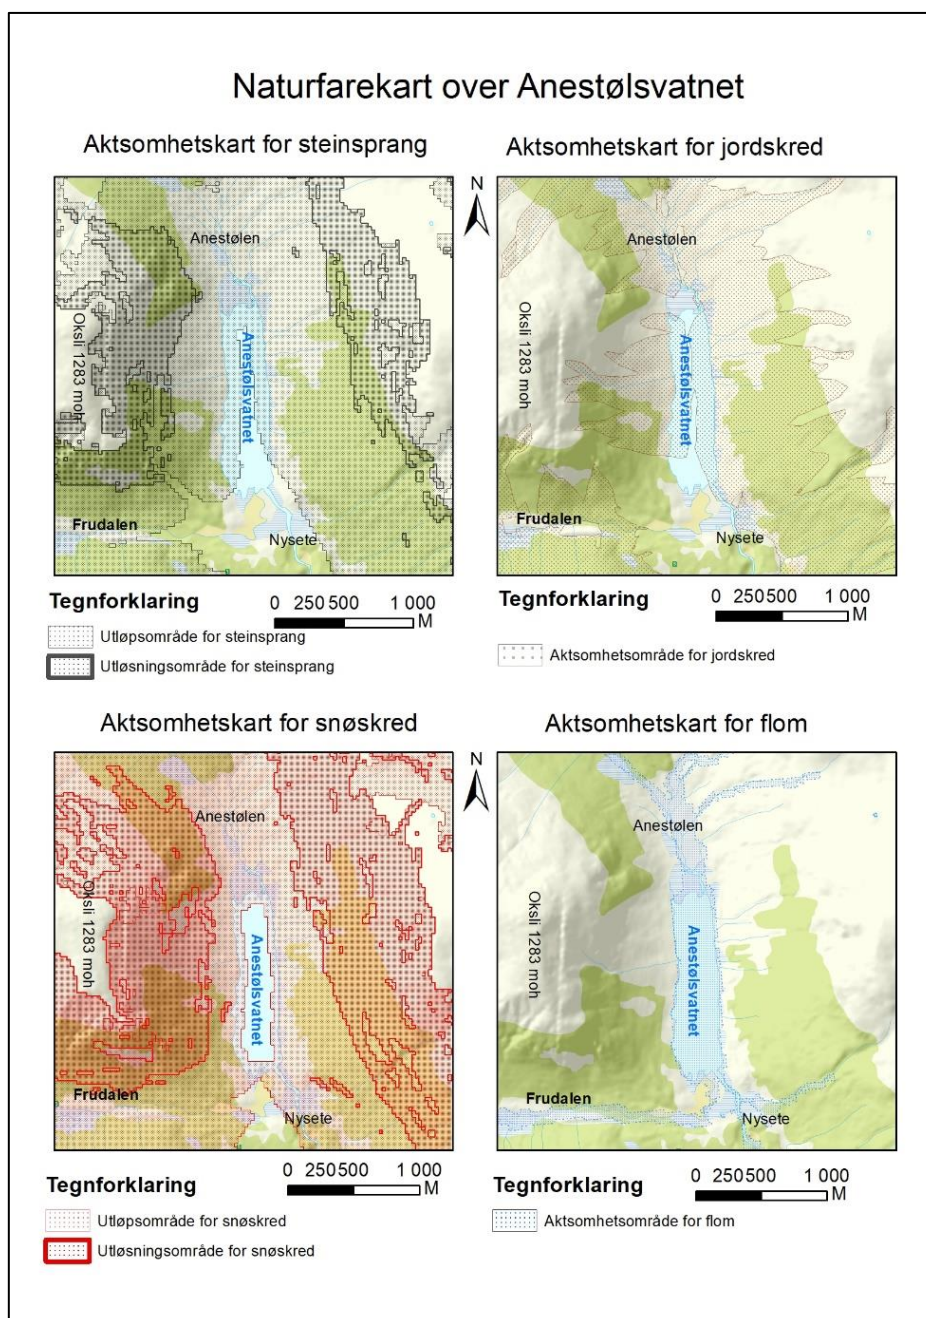 Naturfarekart over Anestølsvatnet
Aktsomhetskart for steinsprang
N
Anestølen
Oksli 1283 moh
Anestølsvatnet
Frudalen
Nysete
Tegnforklaring
0 250 500 1 000
M
Utløpsområde for steinsprang
Utløsningsområde for steinsprang
Aktsomhetskart for jordskred
Anestølen
Oksli 1283 moh
Anestølsvatnet
Frudalen
Nysete
Tegnforklaring
0 250 500 1 000
M
Aktsomhetsområde for jordskred
Aktsomhetskart for snøskred
N
Anestølen
Oksli 1283 moh
Anestølsvatnet
Frudalen
Nysete
Tegnforklaring
0 250 500 1 000
M
Utløpsområde for snøskred
Utløsningsområde for snøskred
Aktsomhetskart for flom
Anestølen
Oksli 1283 moh
Anestølsvatnet
Frudalen
Nysete
Tegnforklaring
0 250 500 1 000
M
Aktsomhetsområde for flom